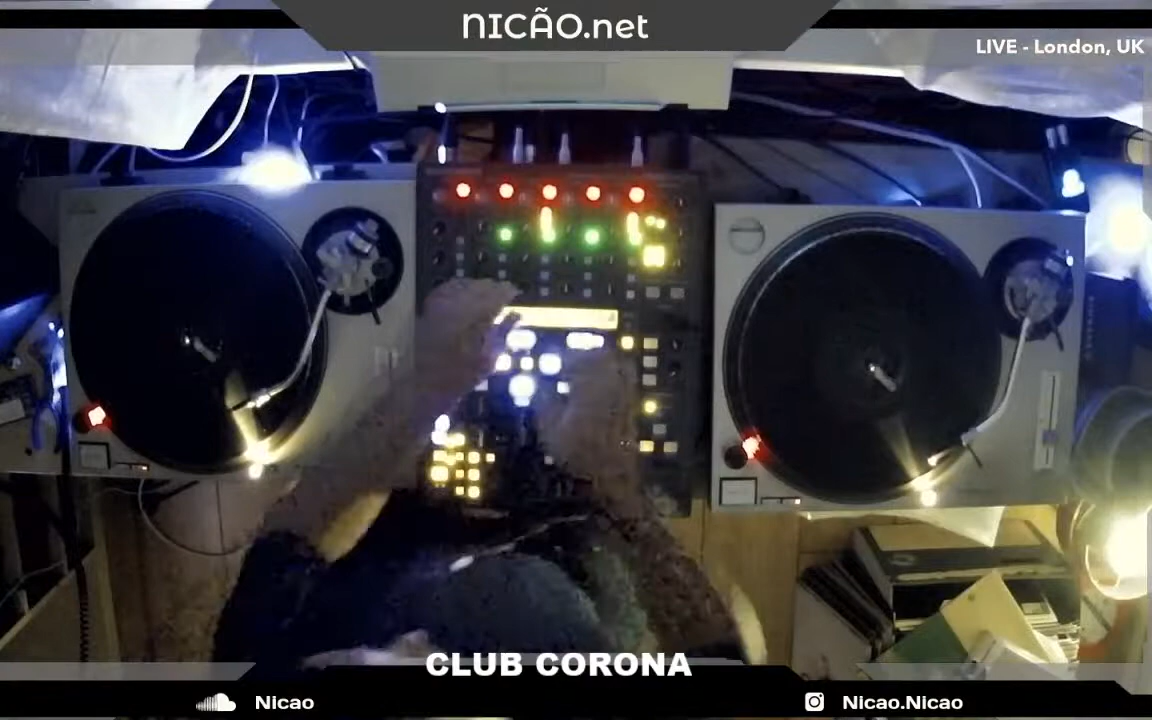 NICÃO.net
LIVE - London, UK
CLUB CORONA
Nicao
Nicao.Nicao